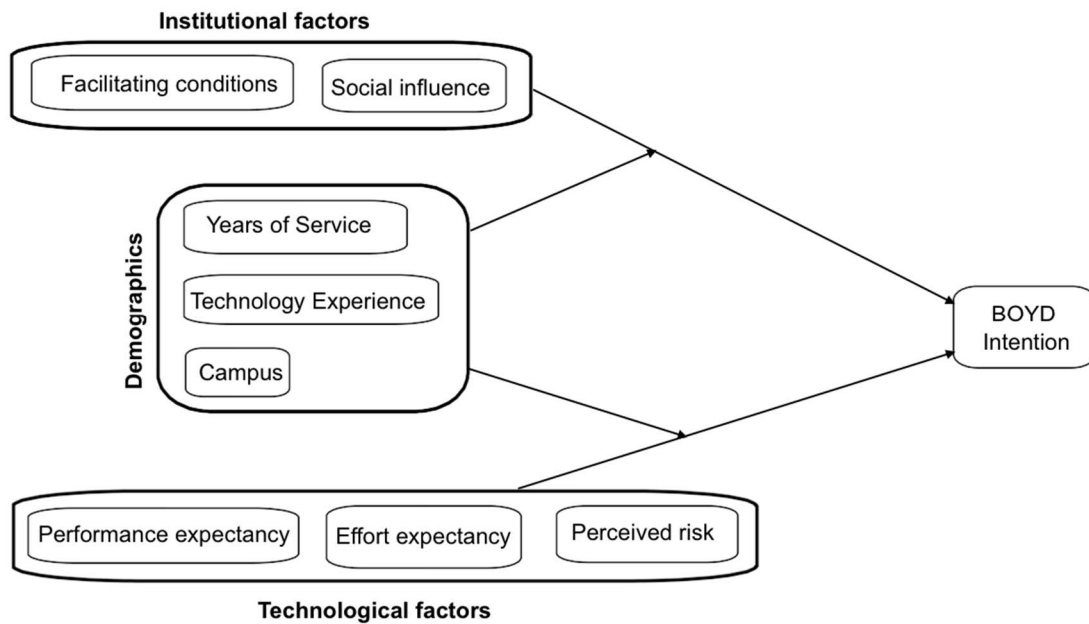 Institutional factors
Facilitating conditions
Social influence
Demographics
Years of Service
Technology Experience
Campus
BOYD
Intention
Performance expectancy
Effort expectancy
Perceived risk
Technological factors